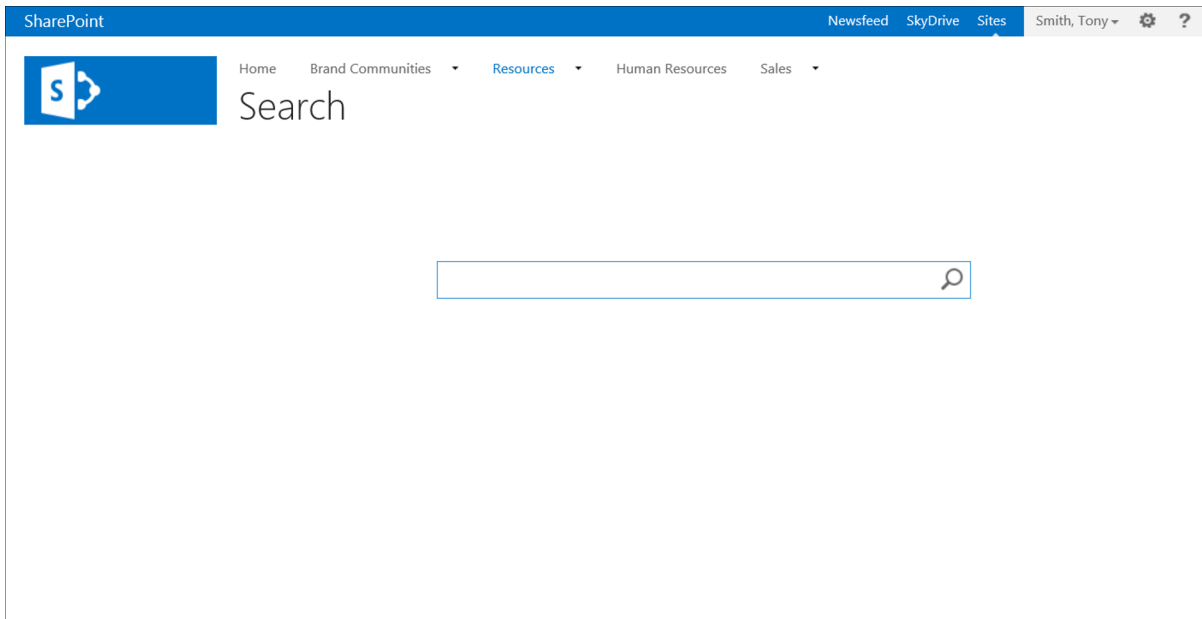 SharePoint Newsfeed SkyDrive Sites Smith, Tony ?
S
Home Brand Communities Resources Human Resources Sales
Search